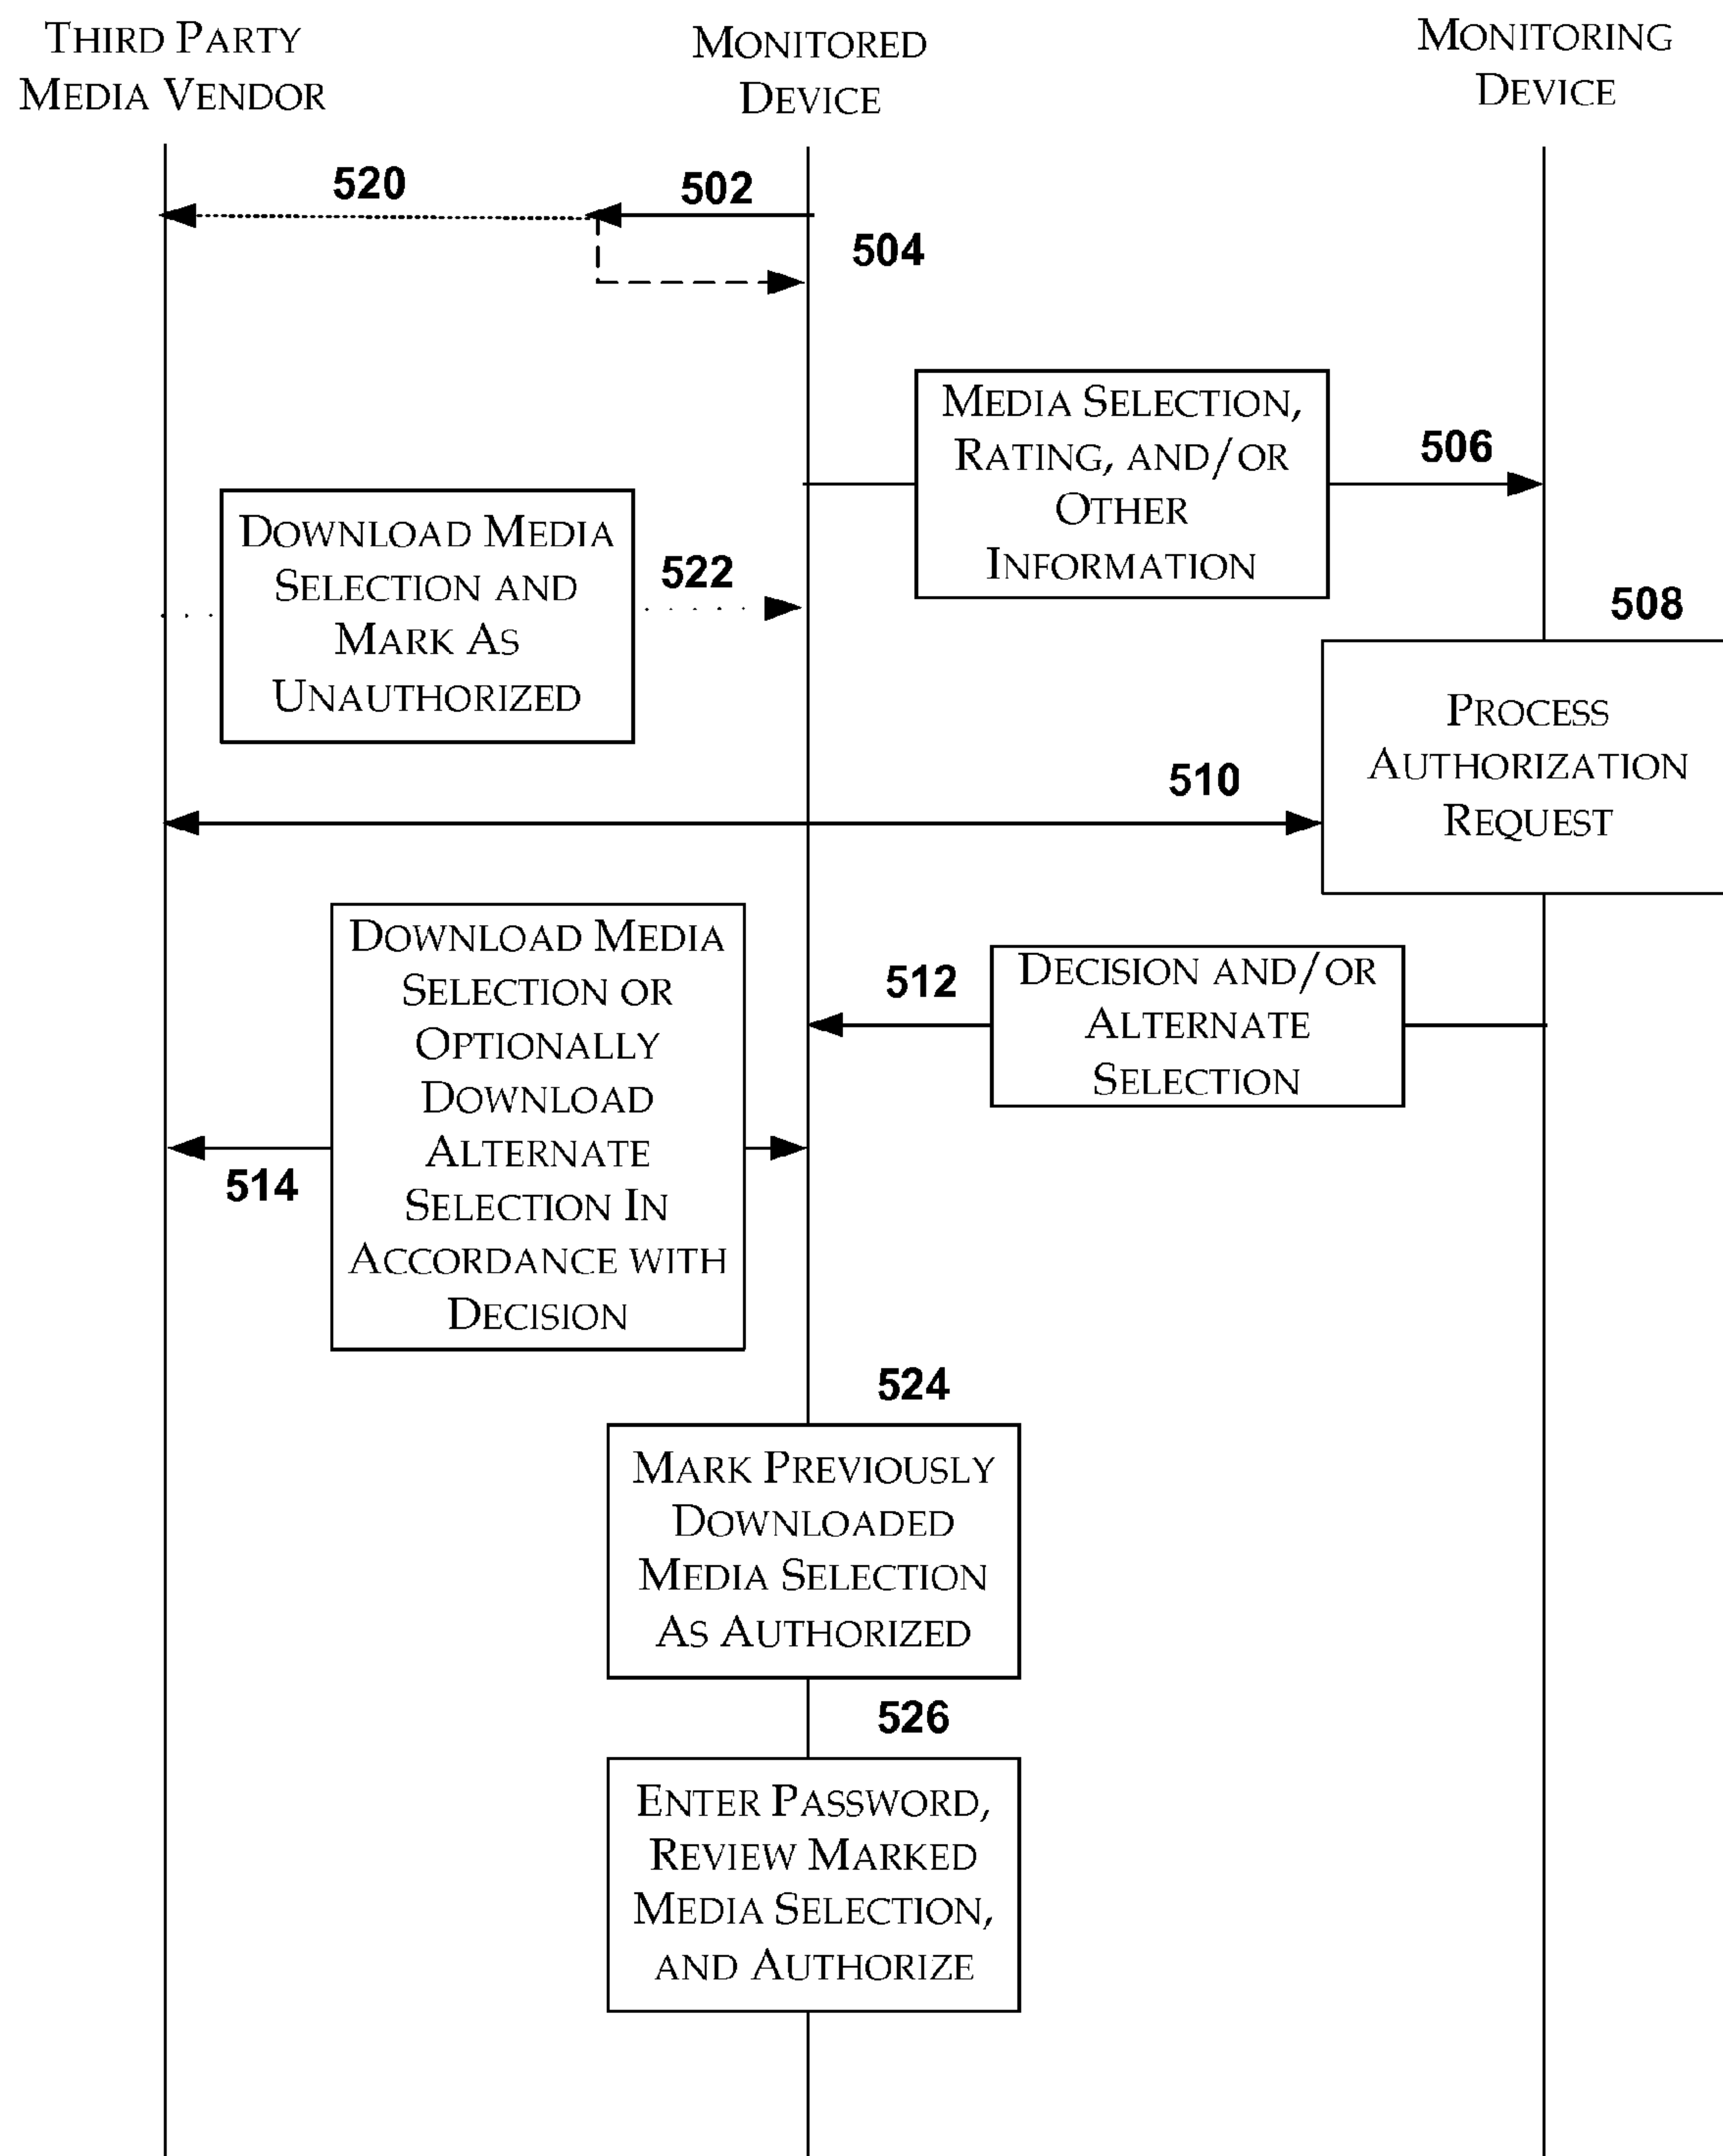 THIRD PARTY
MEDIA VENDOR
MONITORED
DEVICE
MONITORING
DEVICE
520
502
504
MEDIA SELECTION,
RATING, AND/OR
OTHER
INFORMATION
506
DOWNLOAD MEDIA
SELECTION AND
MARK AS
UNAUTHORIZED
522
508
PROCESS
AUTHORIZATION
REQUEST
510
DOWNLOAD MEDIA
SELECTION OR
OPTIONALLY
DOWNLOAD
ALTERNATE
SELECTION IN
ACCORDANCE WITH
DECISION
512
DECISION AND/OR
ALTERNATE
SELECTION
514
524
MARK PREVIOUSLY
DOWNLOADED
MEDIA SELECTION
AS AUTHORIZED
526
ENTER PASSWORD,
REVIEW MARKED
MEDIA SELECTION,
AND AUTHORIZE